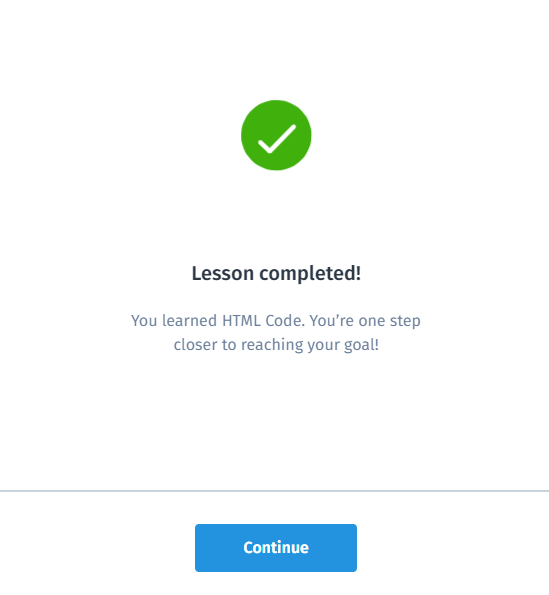 Lesson completed!
You learned HTML Code. You’re one step
closer to reaching your goal!
Continue